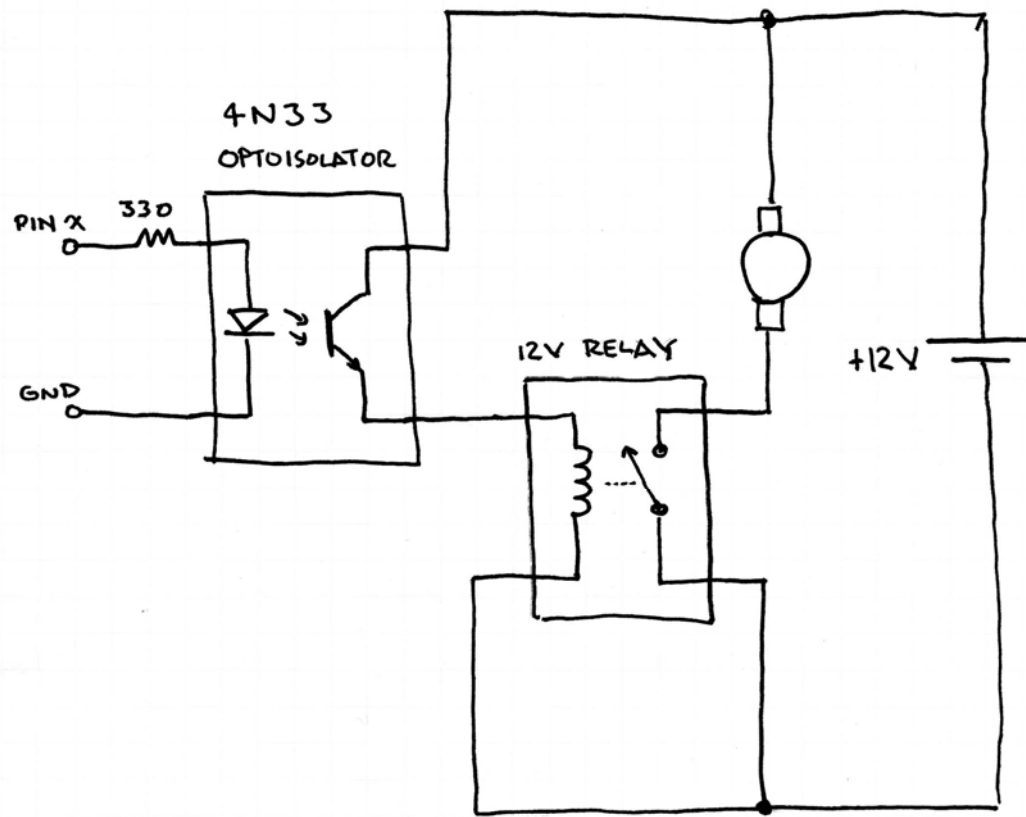 4N33
OPTOISOLATOR
PIN X
330
GND
12V RELAY
+12V